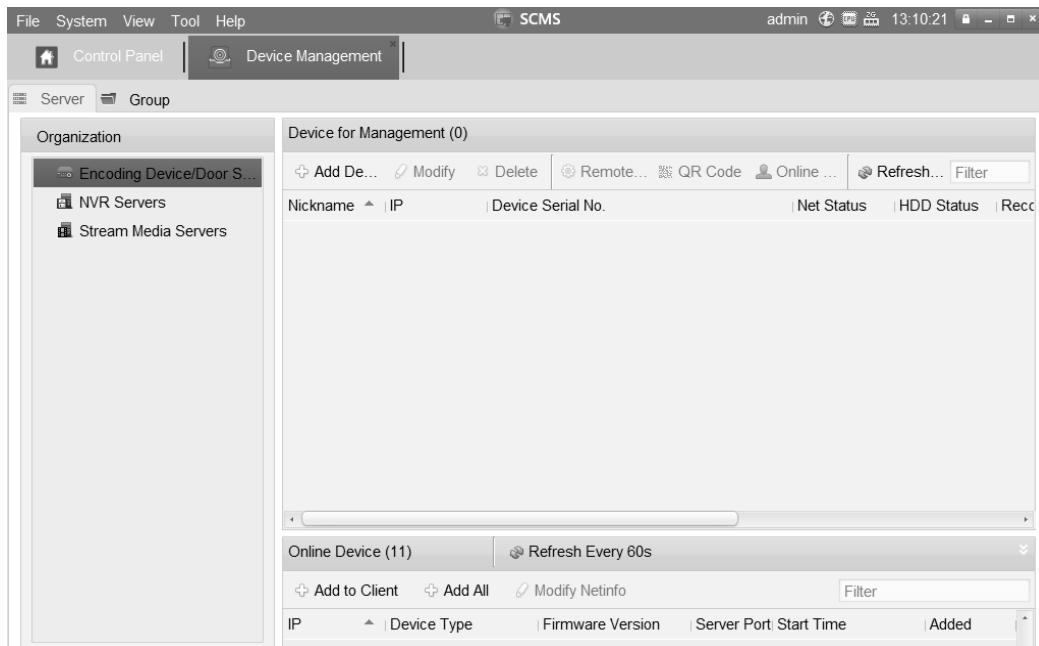 File System View Tool Help SCMS admin 13:10:21
Control Panel Device Management
Server Group
Organization Device for Management (0)
Encoding Device/Door S... Add De... Modify Delete Remote... QR Code Online ... Refresh... Filter
NVR Servers Nickname IP Device Serial No. Net Status HDD Status Reco
Stream Media Servers
Online Device (11) Refresh Every 60s
Add to Client Add All Modify Netinfo Filter
IP Device Type Firmware Version Server Port Start Time Added